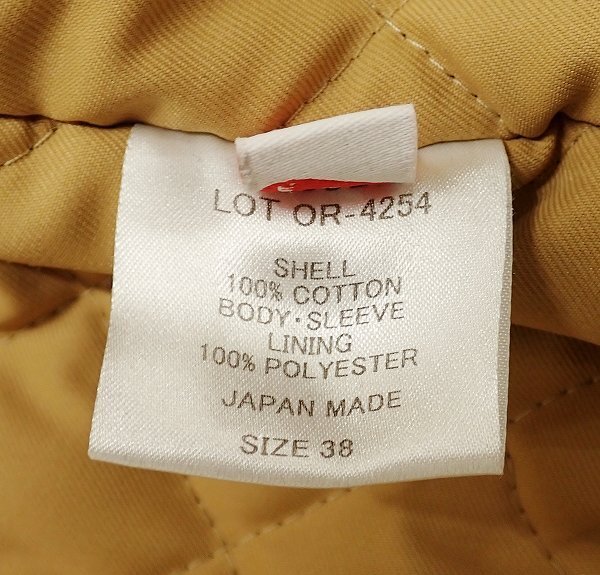 LOT OR-4254
SHELL
100% COTTON
BODY・SLEEVE
LINING
100% POLYESTER
JAPAN MADE
SIZE 38